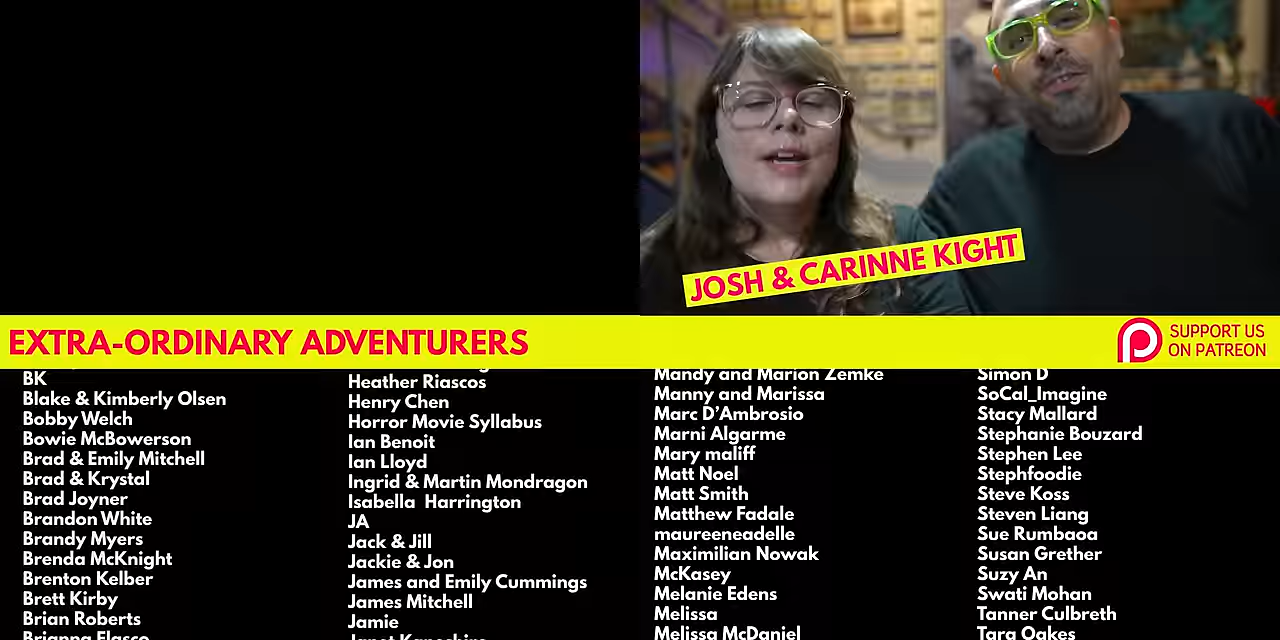 JOSH & CARINNE KIGHT
EXTRA-ORDINARY ADVENTURERS
SUPPORT US
ON PATREON
BK
Blake & Kimberly Olsen
Bobby Welch
Bowie McBowerson
Brad & Emily Mitchell
Brad & Krystal
Brad Joyner
Brandon White
Brandy Myers
Brenda McKnight
Brenton Kelber
Brett Kirby
Brian Roberts
Heather Riascos
Henry Chen
Horror Movie Syllabus
Ian Benoit
Ian Lloyd
Ingrid & Martin Mondragon
Isabella Harrington
JA
Jack & Jill
Jackie & Jon
James and Emily Cummings
James Mitchell
Jamie
Mandy and Marion Zemke
Manny and Marissa
Marc D'Ambrosio
Marni Algarme
Mary maliff
Matt Noel
Matt Smith
Matthew Fadale
maureeneadelle
Maximilian Nowak
McKasey
Melanie Edens
Melissa
Melissa McDaniel
Simon D
SoCal_Imagine
Stacy Mallard
Stephanie Bouzard
Stephen Lee
Stephfoodie
Steve Koss
Steven Liang
Sue Rumbaoa
Susan Grether
Suzy An
Swati Mohan
Tanner Culbreth
Tara Oakes